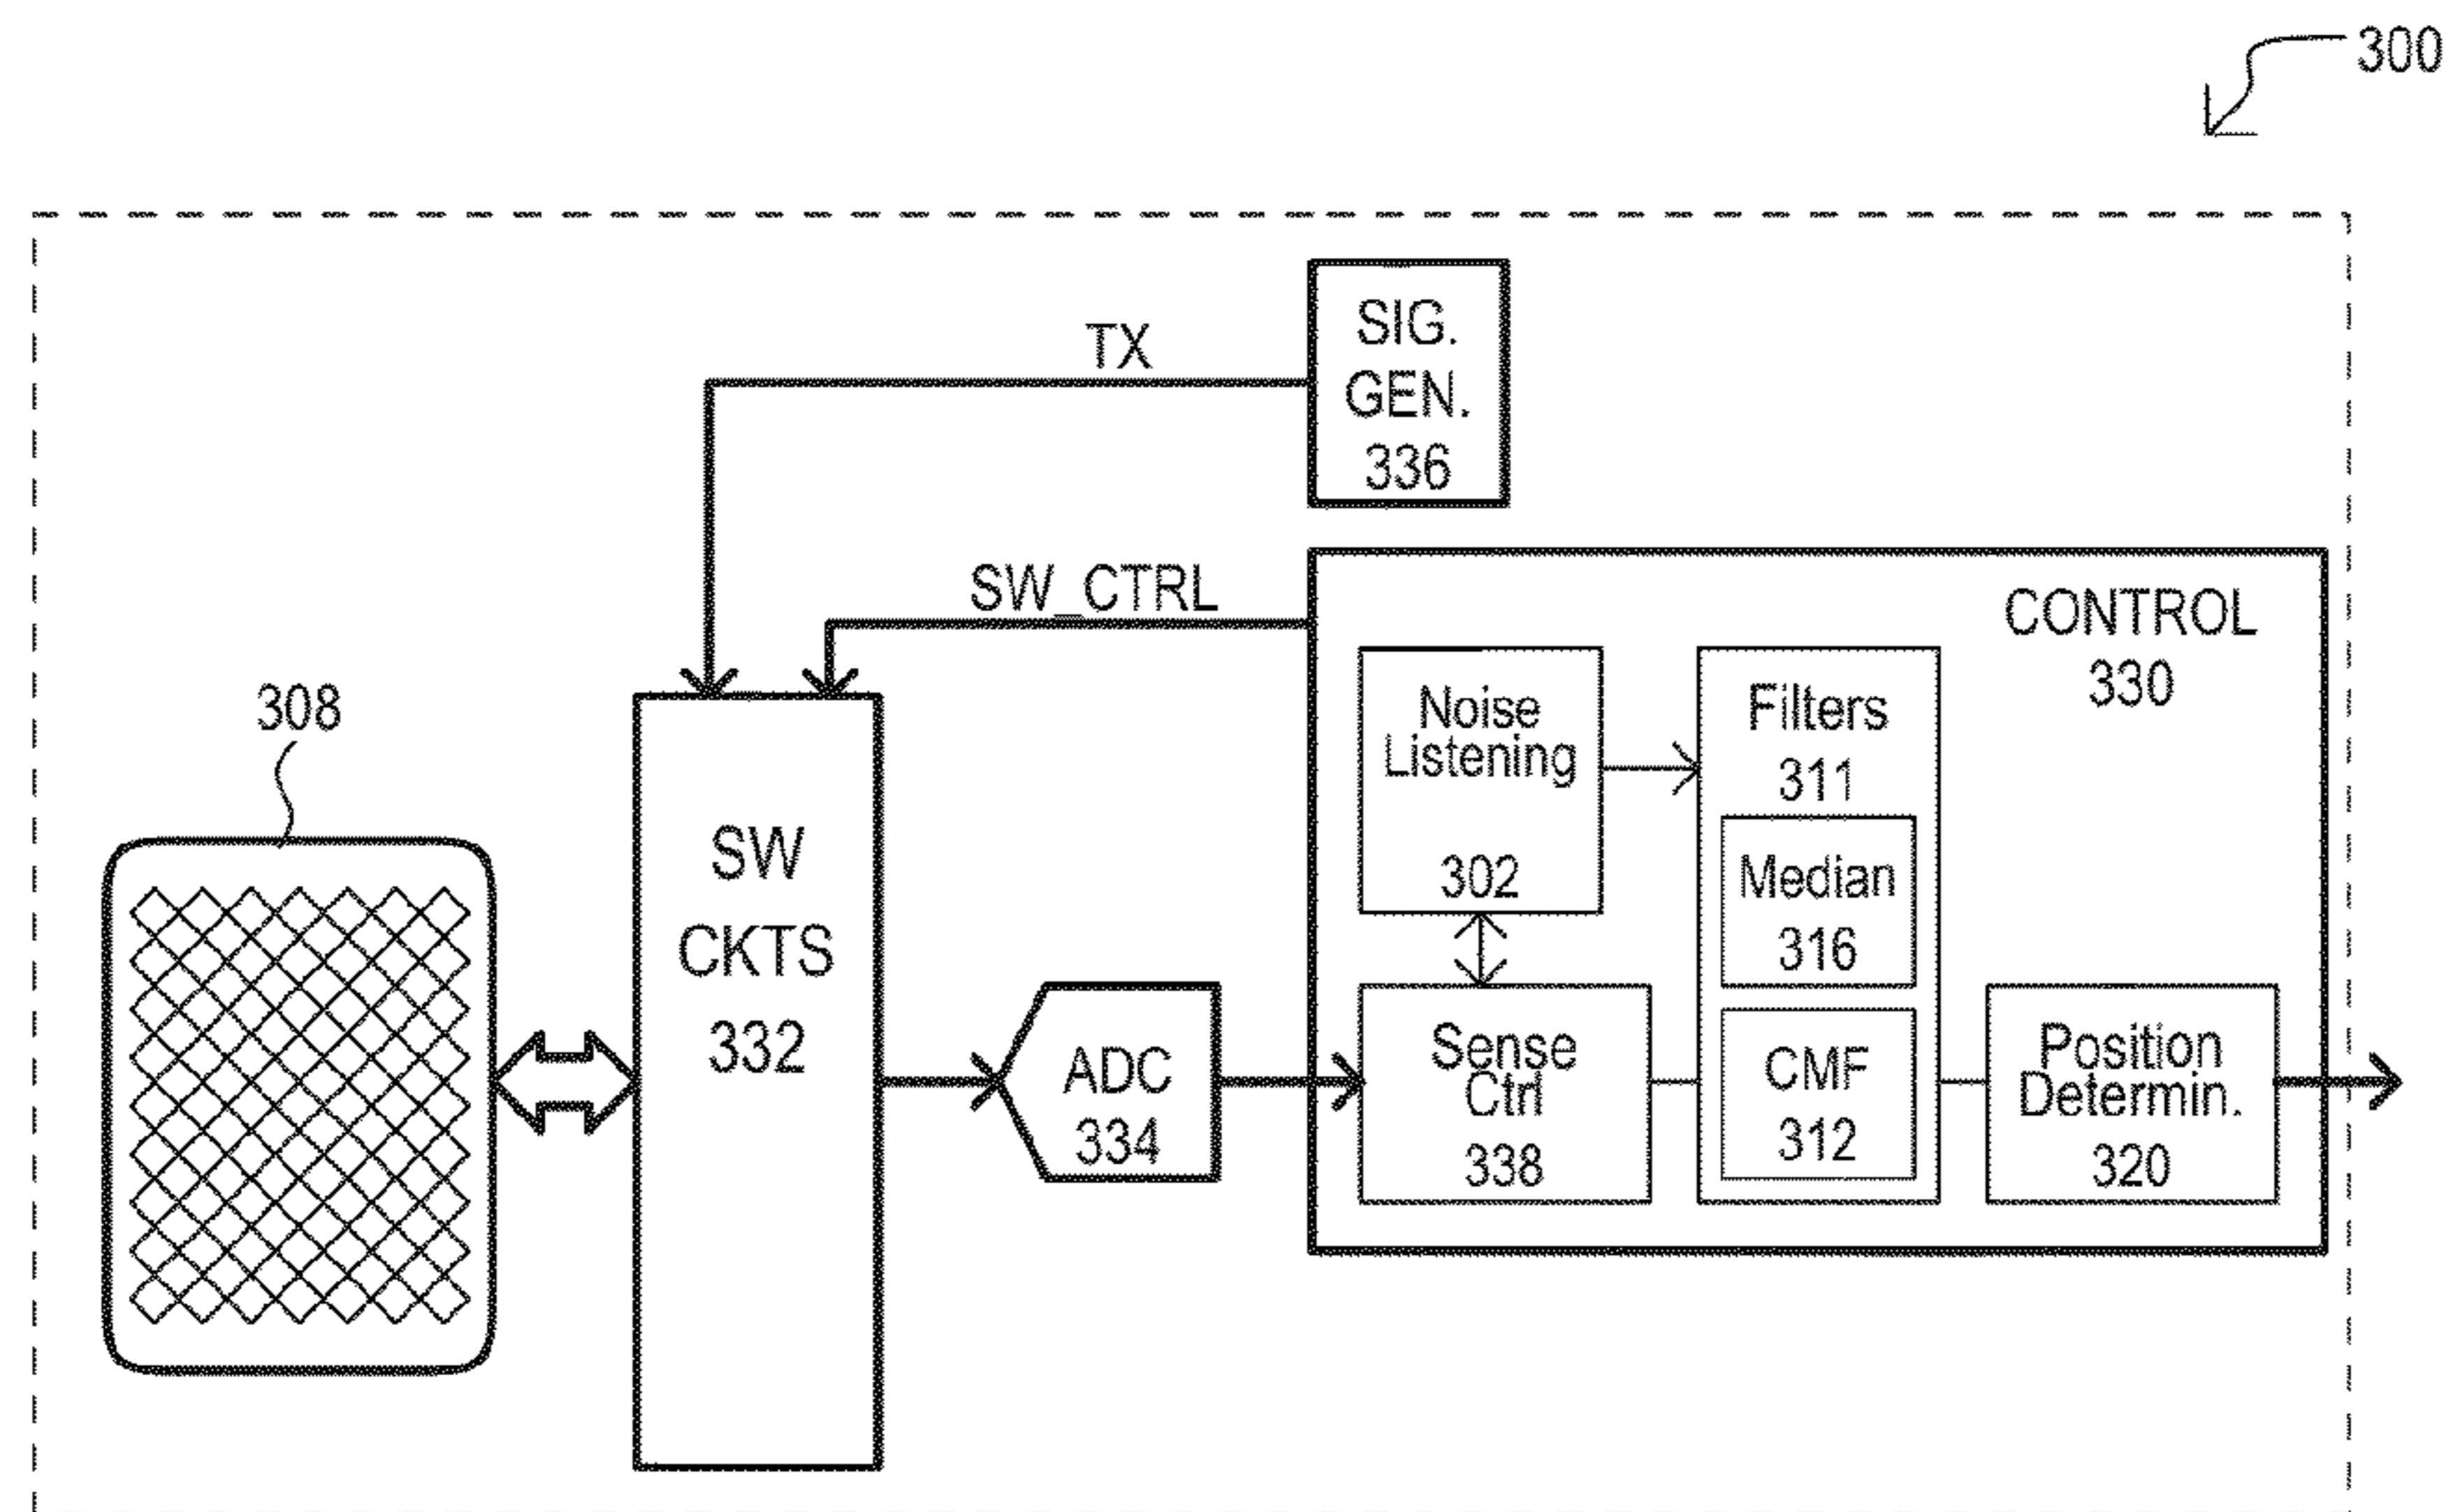 300
TX
SIG.
GEN.
336
SW_CTRL
CONTROL
330
308
Noise
Listening
302
Filters
311
Median
316
CMF
312
SW
CKTS
332
ADC
334
Sense
Ctrl
338
Position
Determin.
320